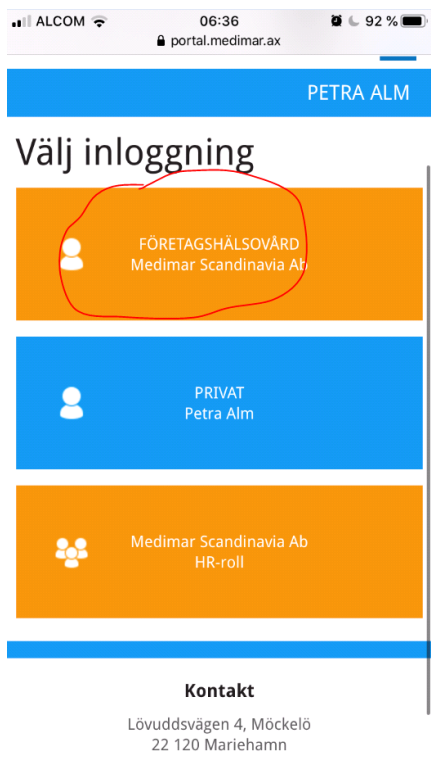 ALCOM 06:36 92 %
portal.medimar.ax
PETRA ALM
Välj inloggning
FÖRETAGSHÄLSOVÅRD
Medimar Scandinavia Ab
PRIVAT
Petra Alm
Medimar Scandinavia Ab
HR-roll
Kontakt
Lövuddsvägen 4, Möckelö
22 120 Mariehamn